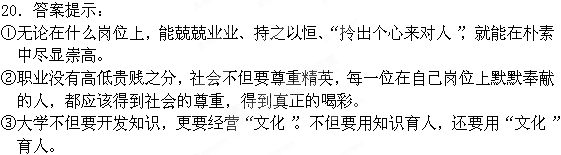 20．答案提示：
①无论在什么岗位上，能兢兢业业、持之以恒、“拎出个心来对人”，就能在朴素
中尽显崇高。
②职业没有高低贵贱之分，社会不但要尊重精英，每一位在自己岗位上默默奉献
的人，都应该得到社会的尊重，得到真正的喝彩。
③大学不但要开发知识，更要经营“文化”。不但要用知识育人，还要用“文化”
育人。